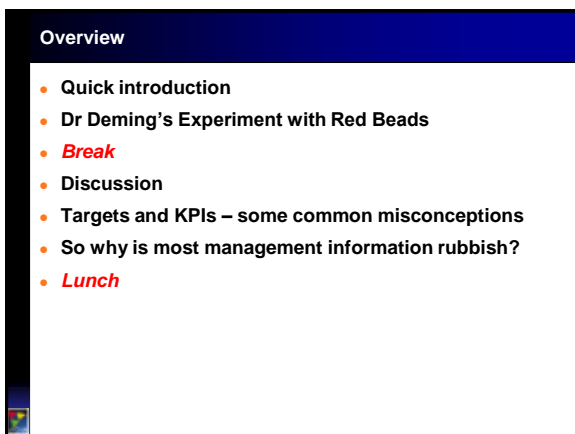 Overview
• Quick introduction
• Dr Deming's Experiment with Red Beads
• Break
• Discussion
• Targets and KPIs – some common misconceptions
• So why is most management information rubbish?
• Lunch